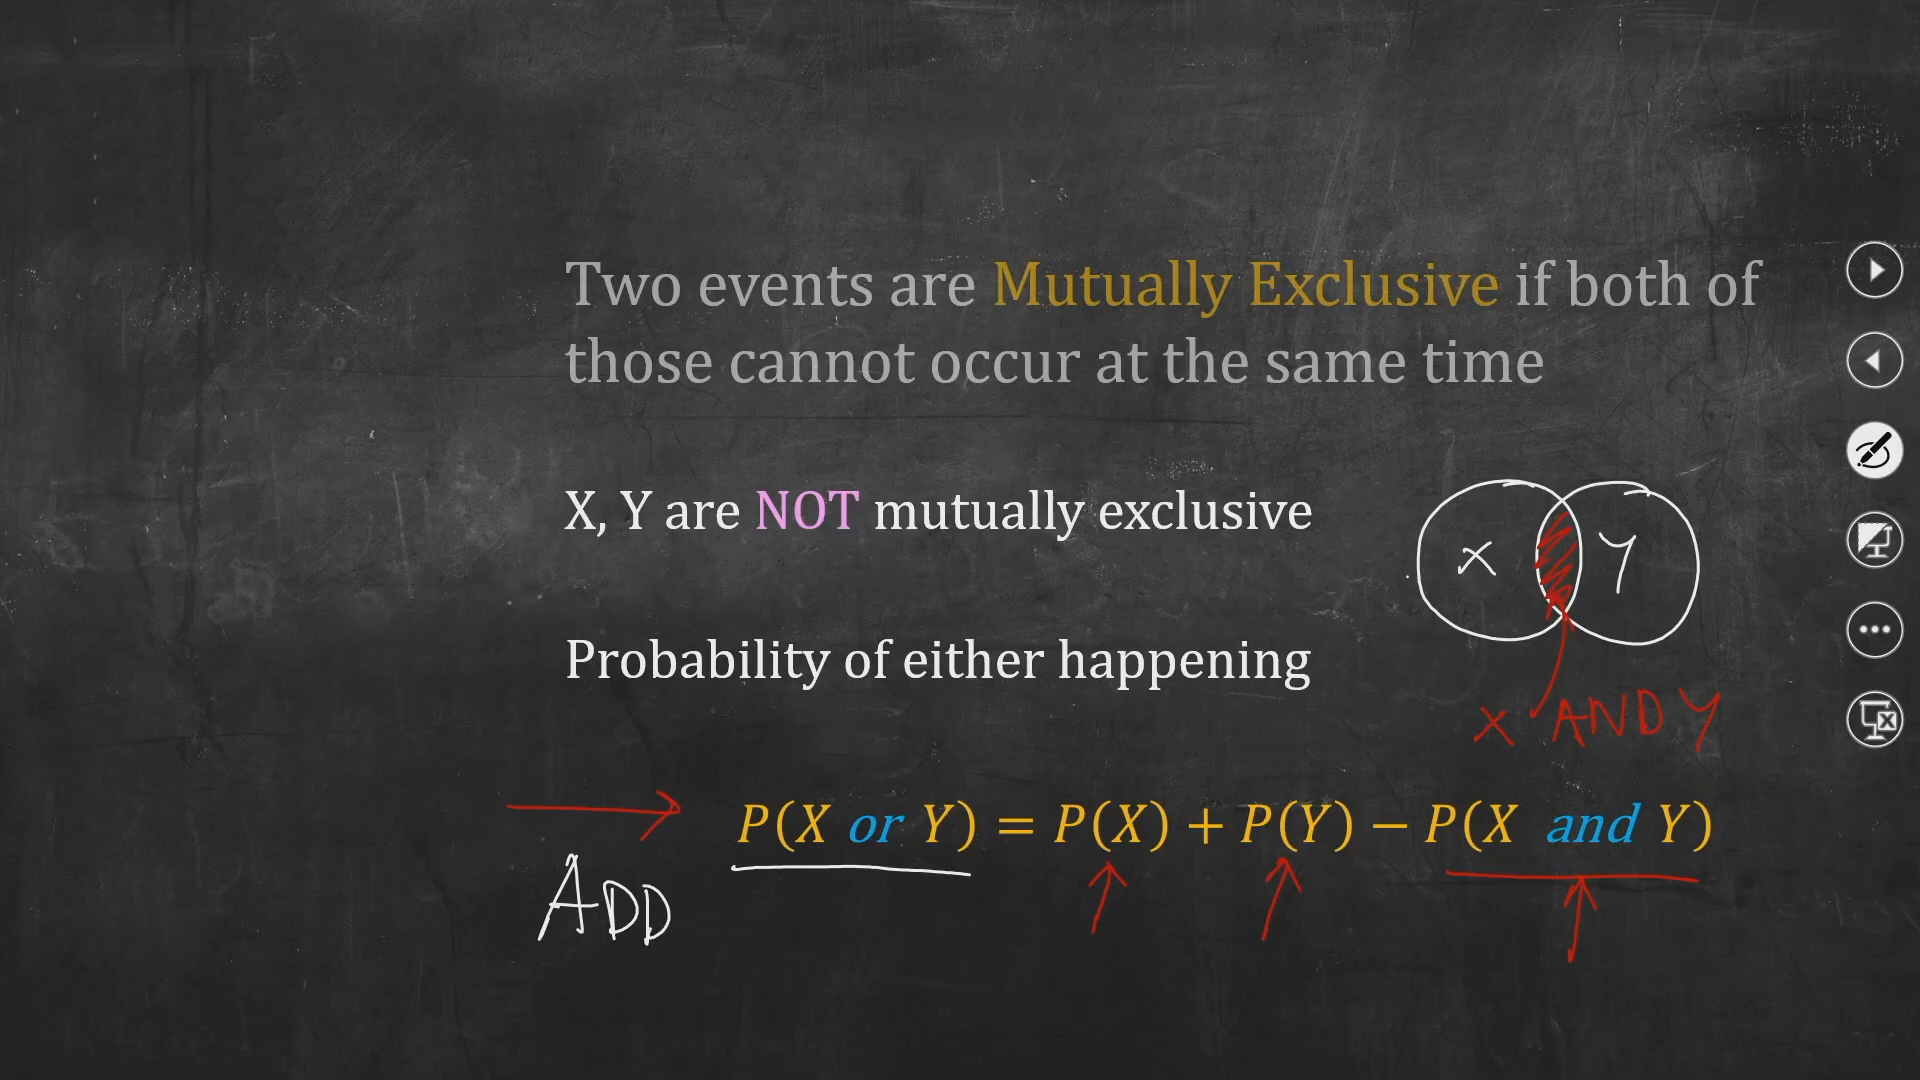 Two events are Mutually Exclusive if both of
those cannot occur at the same time
X, Y are NOT mutually exclusive
X Y
Probability of either happening
X AND Y
P(X or Y) = P(X) + P(Y) − P(X and Y)
ADD